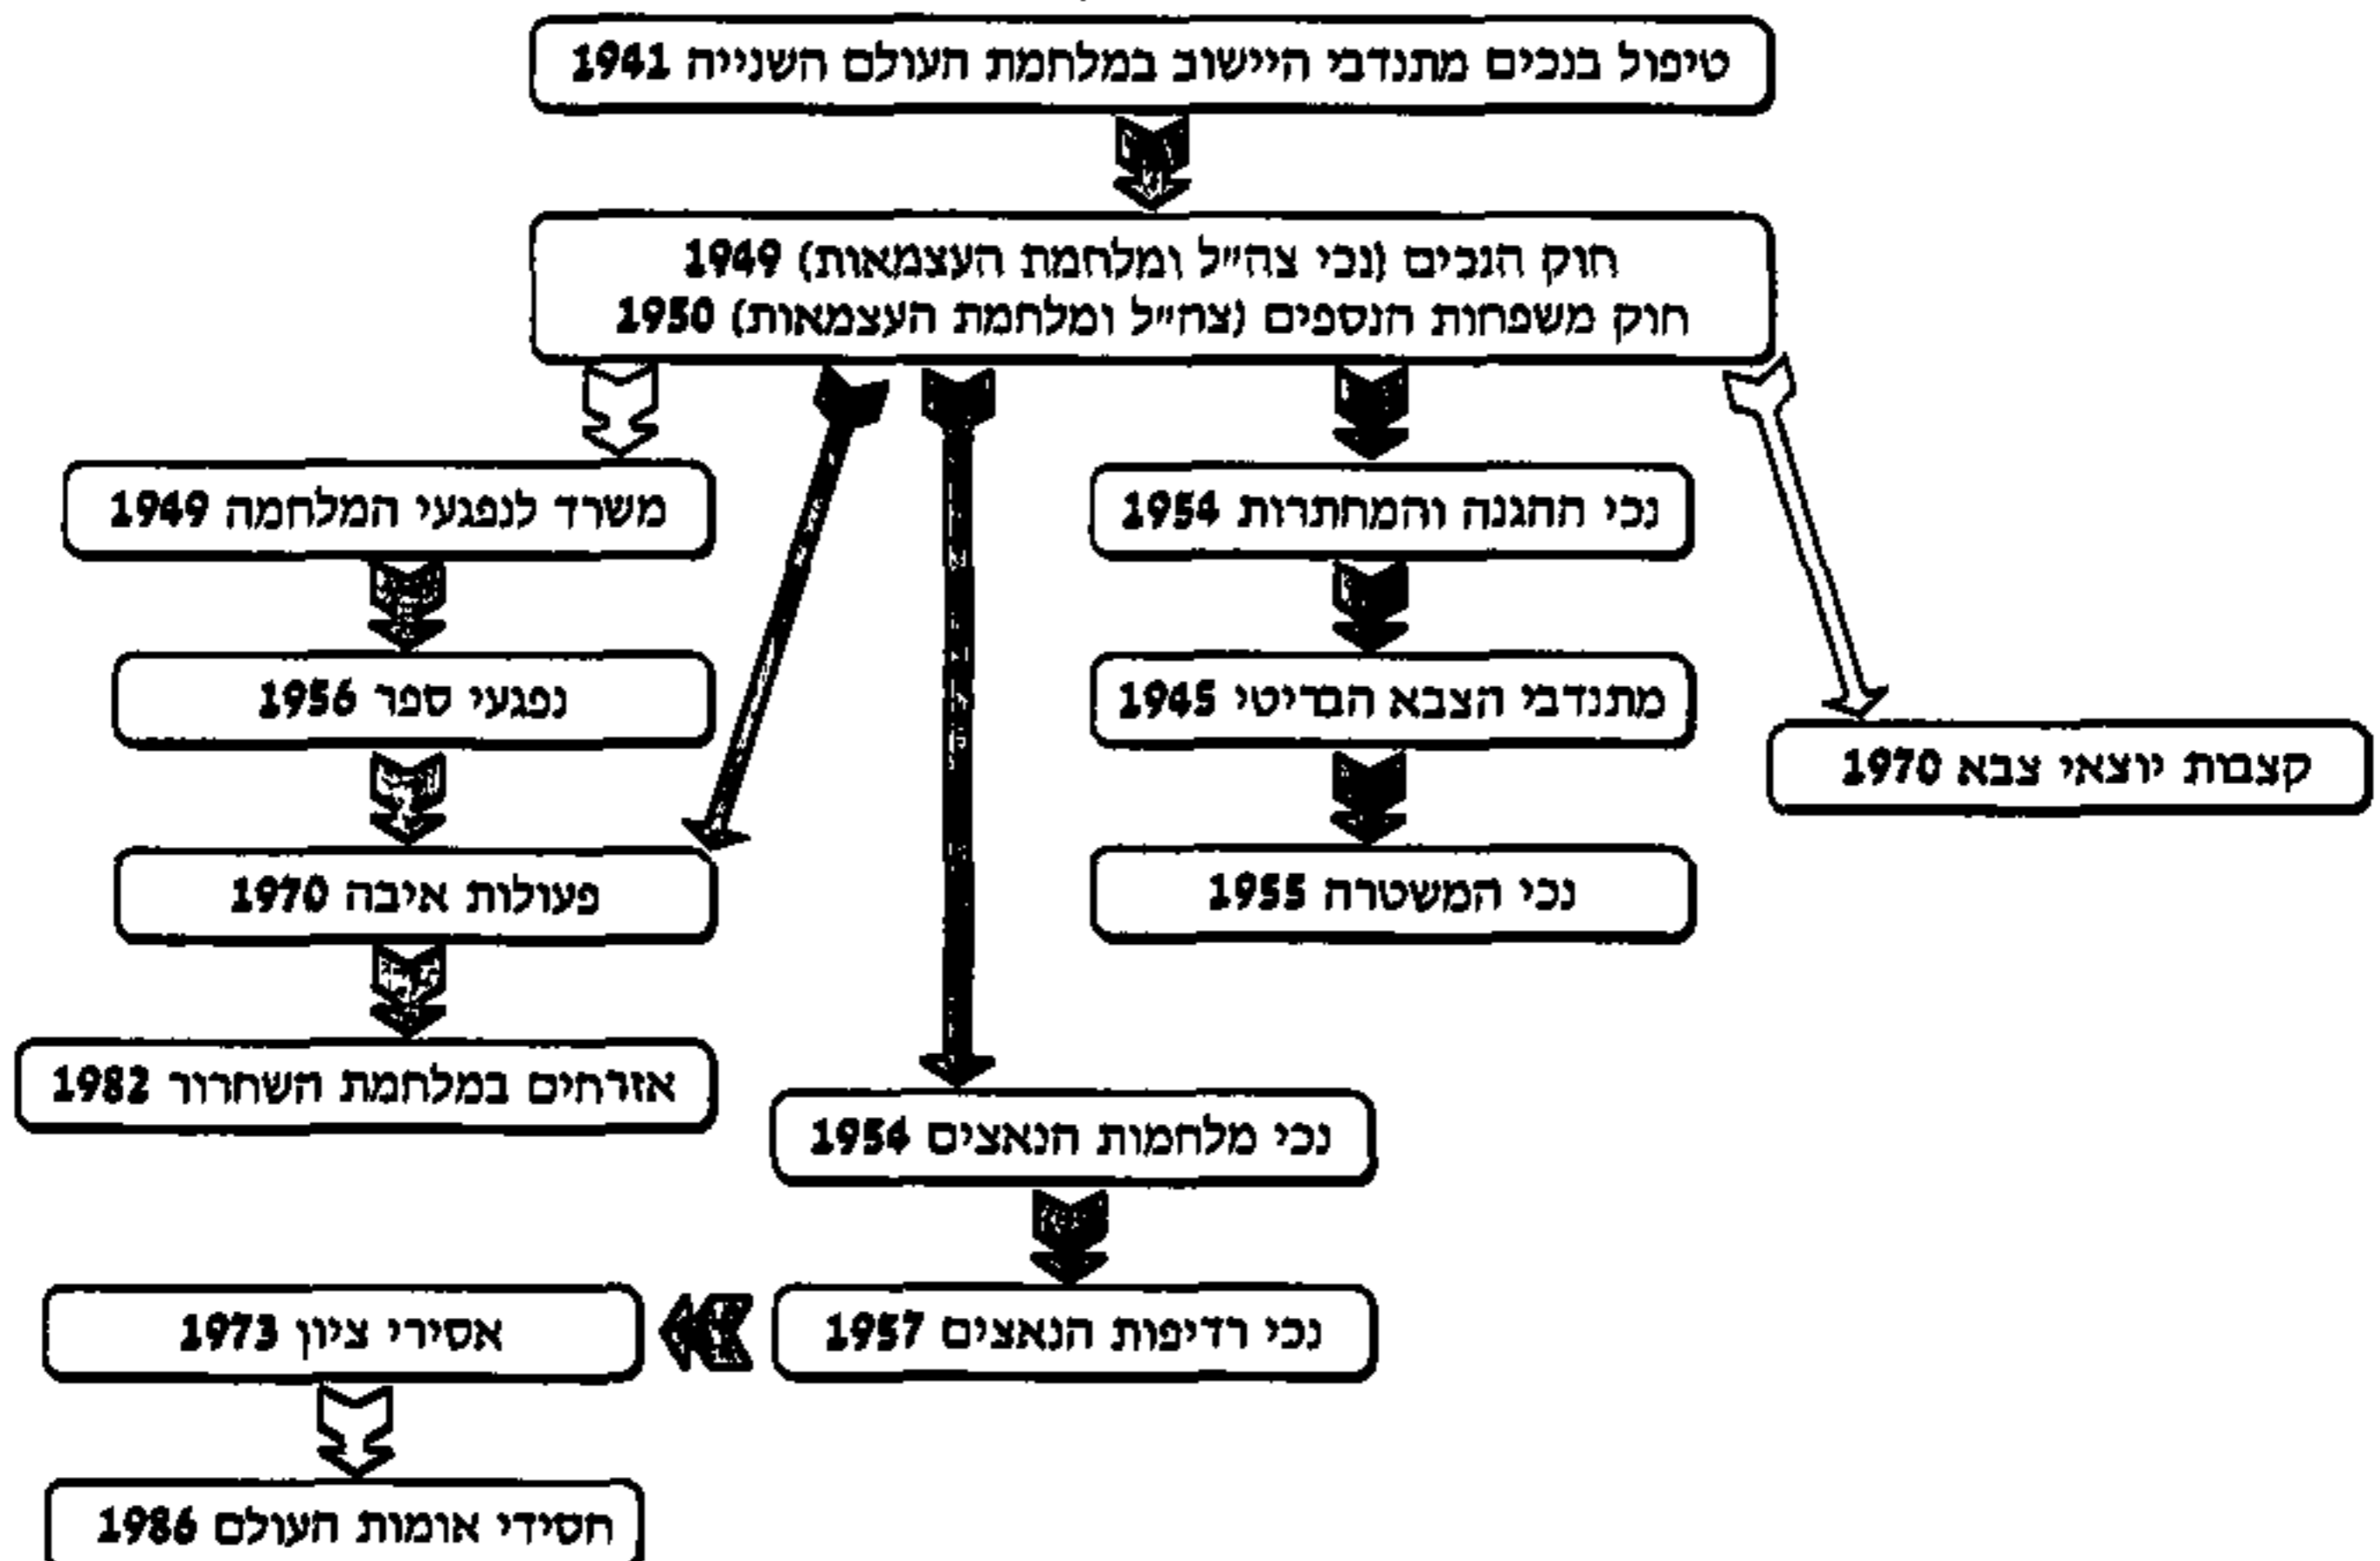 טיפול בנכים מתנדבי היישוב במלחמת העולם השנייה 1941
חוק הנכים (נכי צה״ל ומלחמת העצמאות) 1949
חוק משפחות הנספים (צה״ל ומלחמת העצמאות) 1950
משרד לנפגעי המלחמה 1949
נכי ההגנה והמחתרות 1954
נפגעי ספר 1956
מתנדבי הצבא הבריטי 1945
קצבות יוצאי צבא 1970
פעולות איבה 1970
נכי המשטרה 1955
אזרחים במלחמת השחרור 1982
נכי מלחמות הנאצים 1954
נכי רדיפות הנאצים 1957
אסירי ציון 1973
חסידי אומות העולם 1986